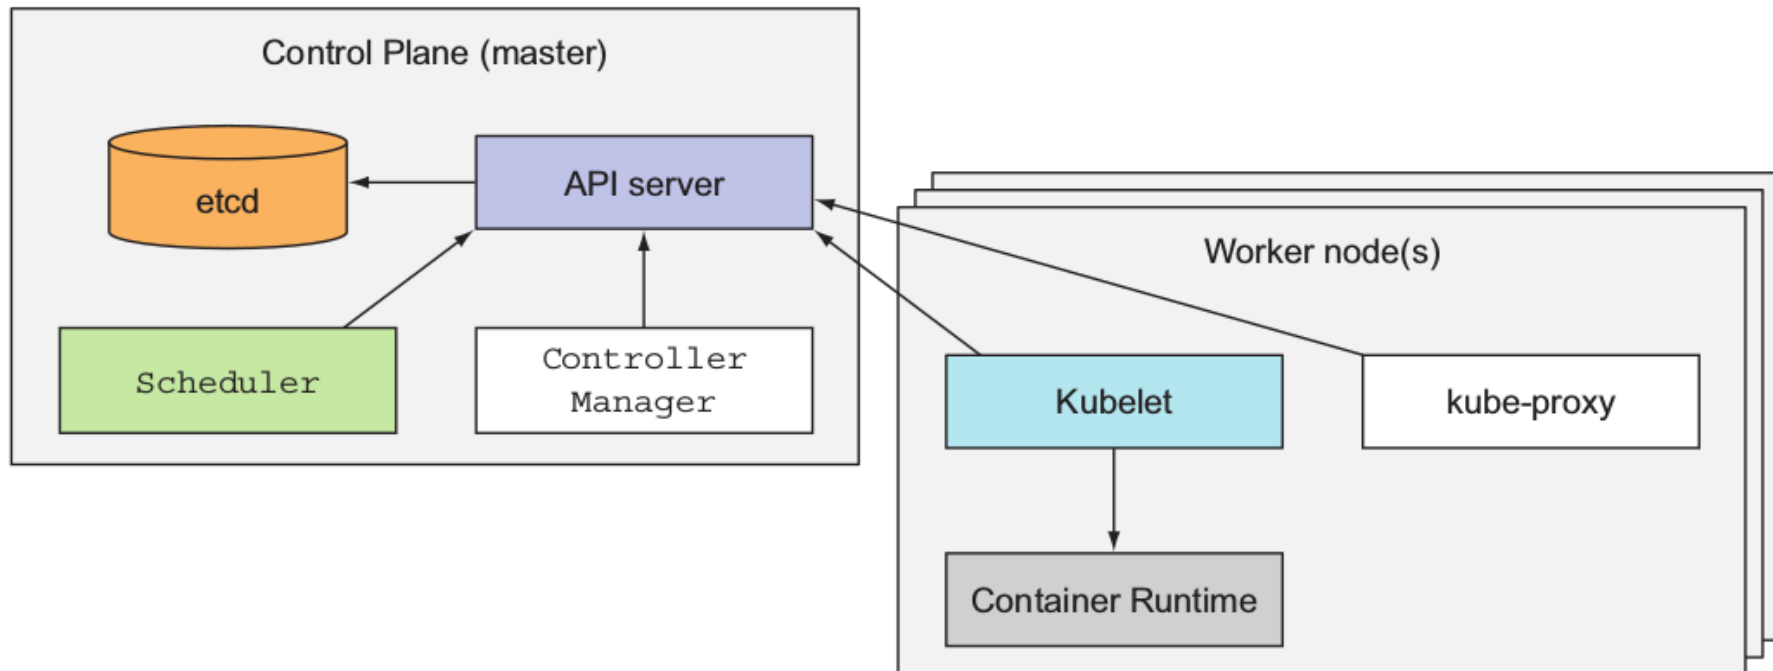 Control Plane (master)
etcd
API server
Scheduler
Controller
Manager
Worker node(s)
Kubelet
kube-proxy
Container Runtime